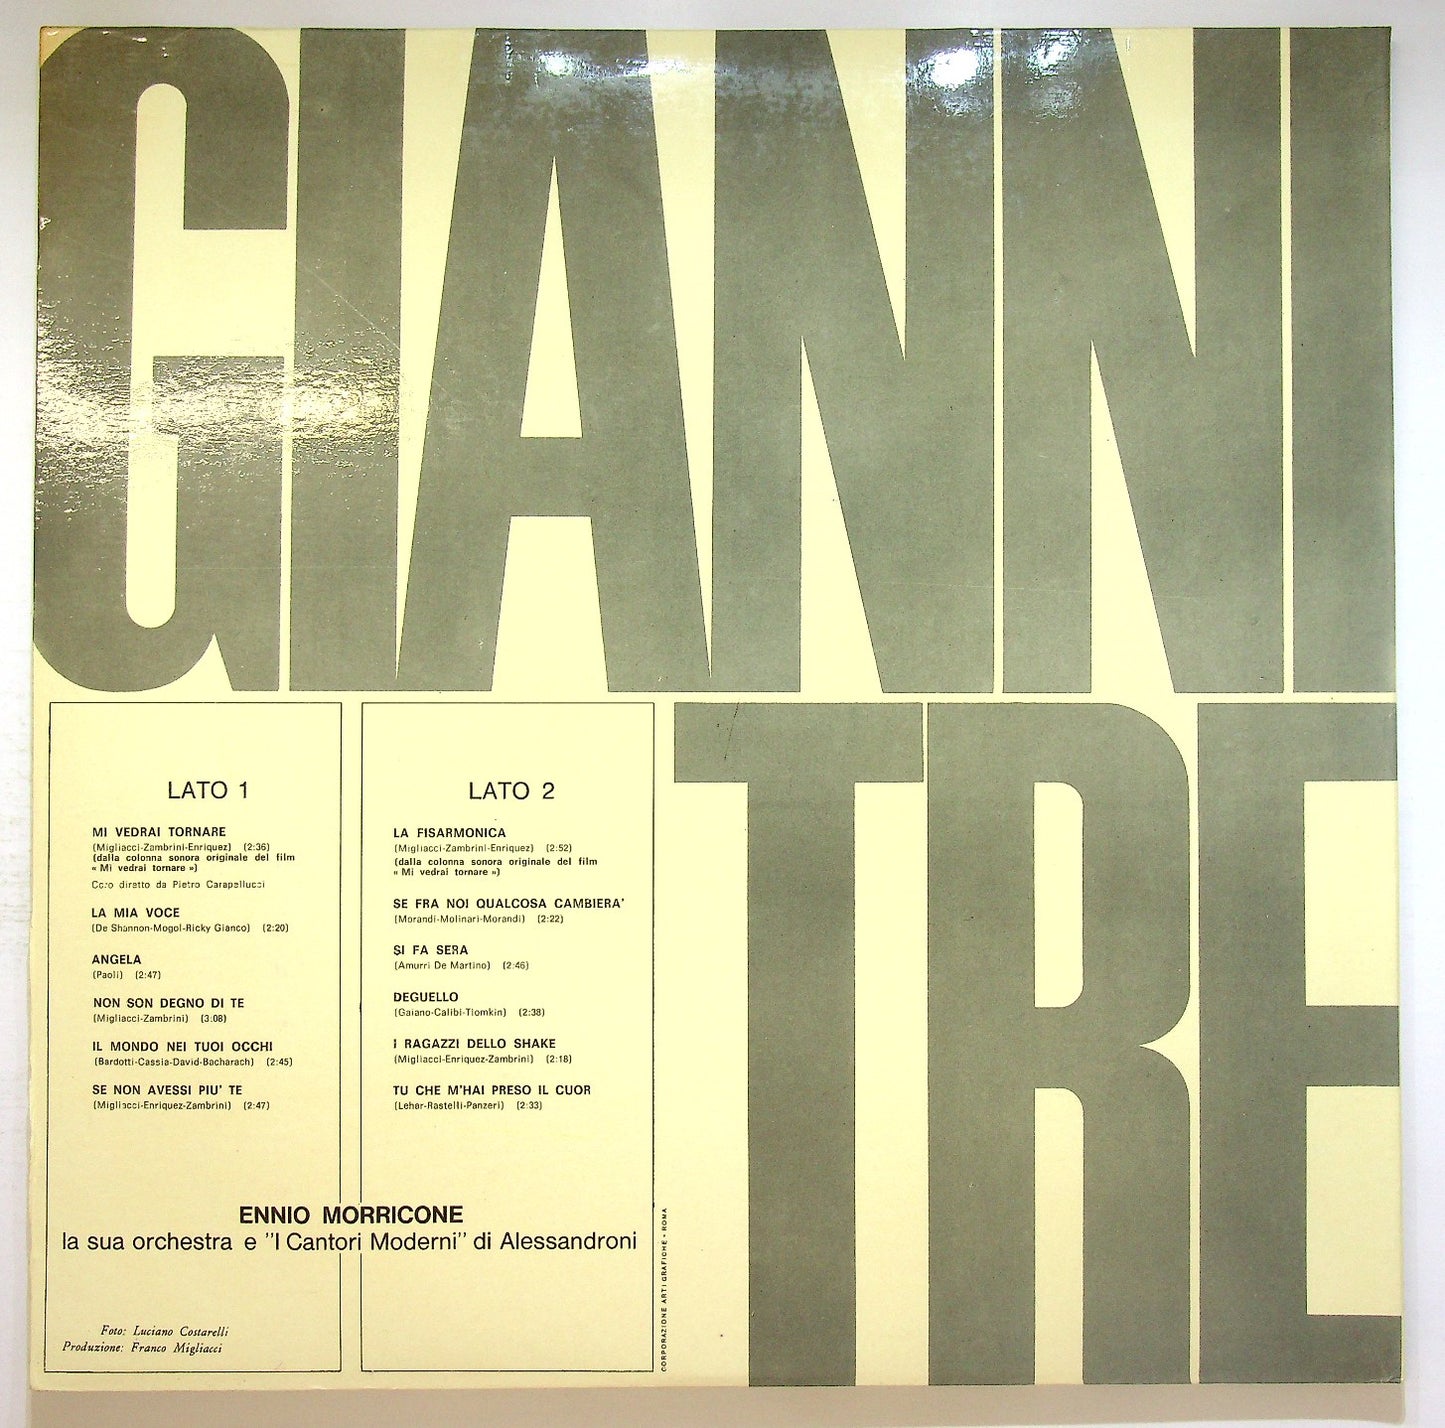 GIANNI
TRE
LATO 1
MI VEDRAI TORNARE
(Migliacci-Zambrini-Enriquez) (2:36)
(dalla colonna sonora originale del film
« Mi vedrai tornare »)
Coro diretto da Pietro Carapellucci
LA MIA VOCE
(De Shannon-Mogol-Ricky Gianco) (2:20)
ANGELA
(Paoli) (2:47)
NON SON DEGNO DI TE
(Migliacci-Zambrini) (3:08)
IL MONDO NEI TUOI OCCHI
(Bardotti-Cassia-David-Bacharach) (2:45)
SE NON AVESSI PIU' TE
(Migliacci-Enriquez-Zambrini) (2:47)
LATO 2
LA FISARMONICA
(Migliacci-Zambrini-Enriquez) (2:52)
(dalla colonna sonora originale del film
« Mi vedrai tornare »)
SE FRA NOI QUALCOSA CAMBIERA'
(Morandi-Molinari-Morandi) (2:22)
SI FA SERA
(Amurri De Martino) (2:46)
DEGUELLO
(Gaiano-Calibi-Tiomkin) (2:38)
I RAGAZZI DELLO SHAKE
(Migliacci-Enriquez-Zambrini) (2:18)
TU CHE M'HAI PRESO IL CUOR
(Lehar-Rastelli-Panzeri) (2:33)
ENNIO MORRICONE
la sua orchestra e "I Cantori Moderni" di Alessandroni
Foto: Luciano Costarelli
Produzione: Franco Migliacci
CORPORAZIONE ARTI GRAFICHE - ROMA